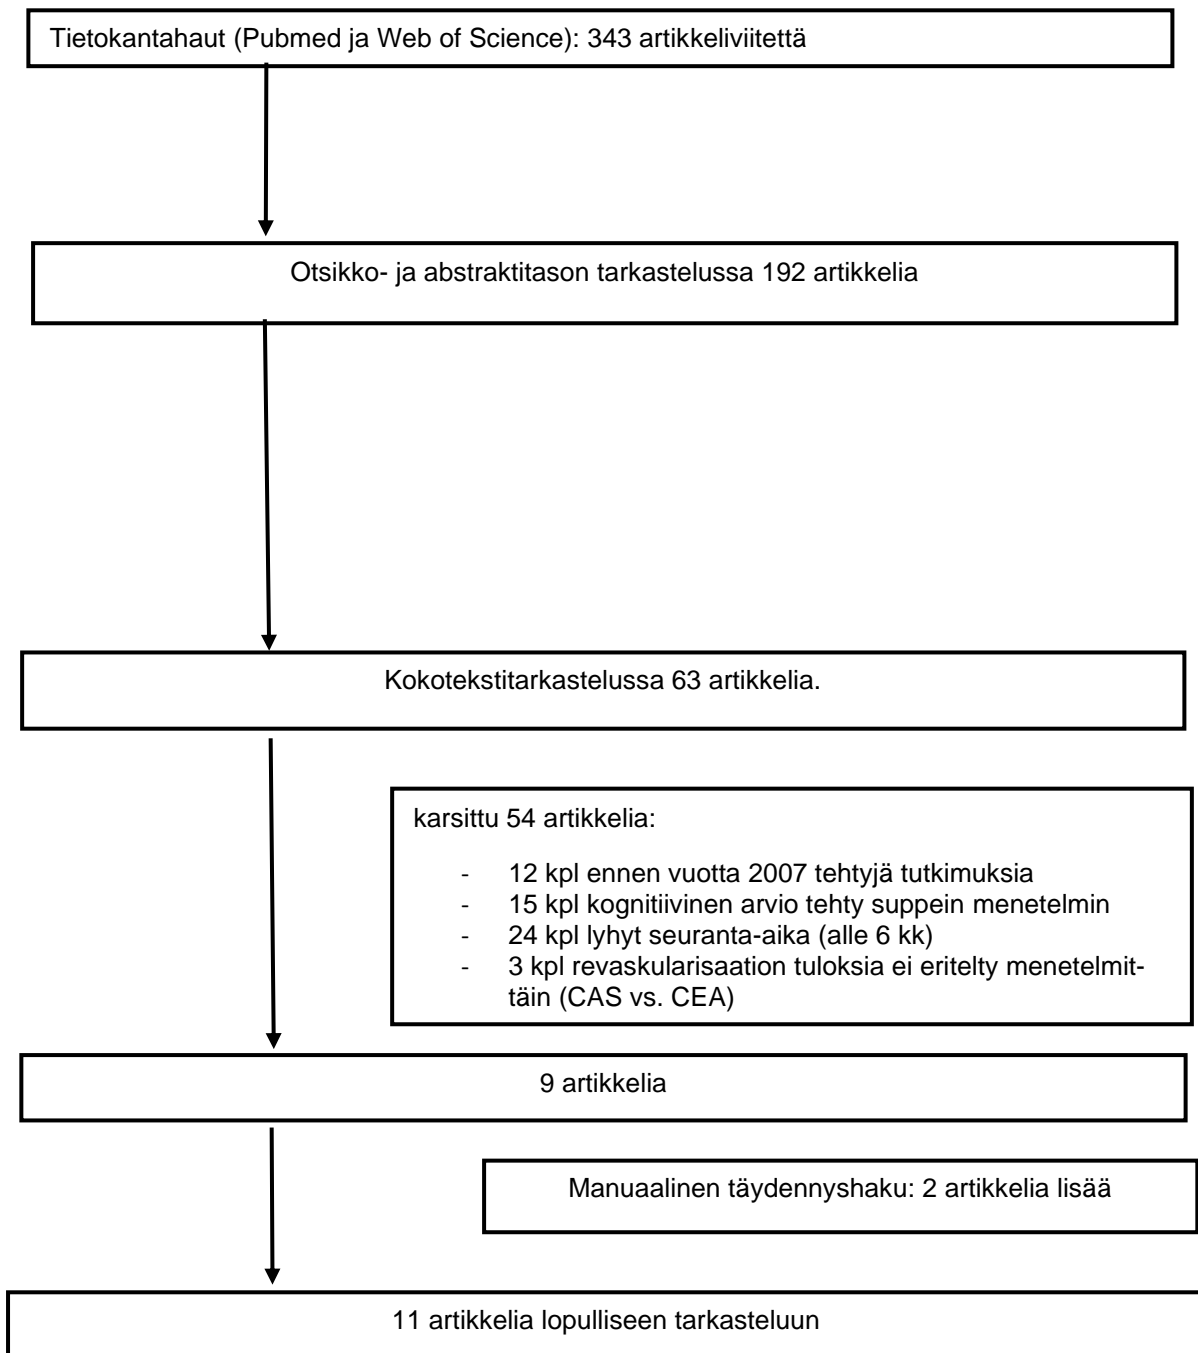 Tietokantahaut (Pubmed ja Web of Science): 343 artikkeliviitettä
Otsikko- ja abstraktitason tarkastelussa 192 artikkelia
Kokotekstitarkastelussa 63 artikkelia.
karsittu 54 artikkelia:
- 12 kpl ennen vuotta 2007 tehtyjä tutkimuksia
- 15 kpl kognitiivinen arvio tehty suppein menetelmin
- 24 kpl lyhyt seuranta-aika (alle 6 kk)
- 3 kpl revaskularisaation tuloksia ei eritelty menetelmit-
täin (CAS vs. CEA)
9 artikkelia
Manuaalinen täydennyshaku: 2 artikkelia lisää
11 artikkelia lopulliseen tarkasteluun